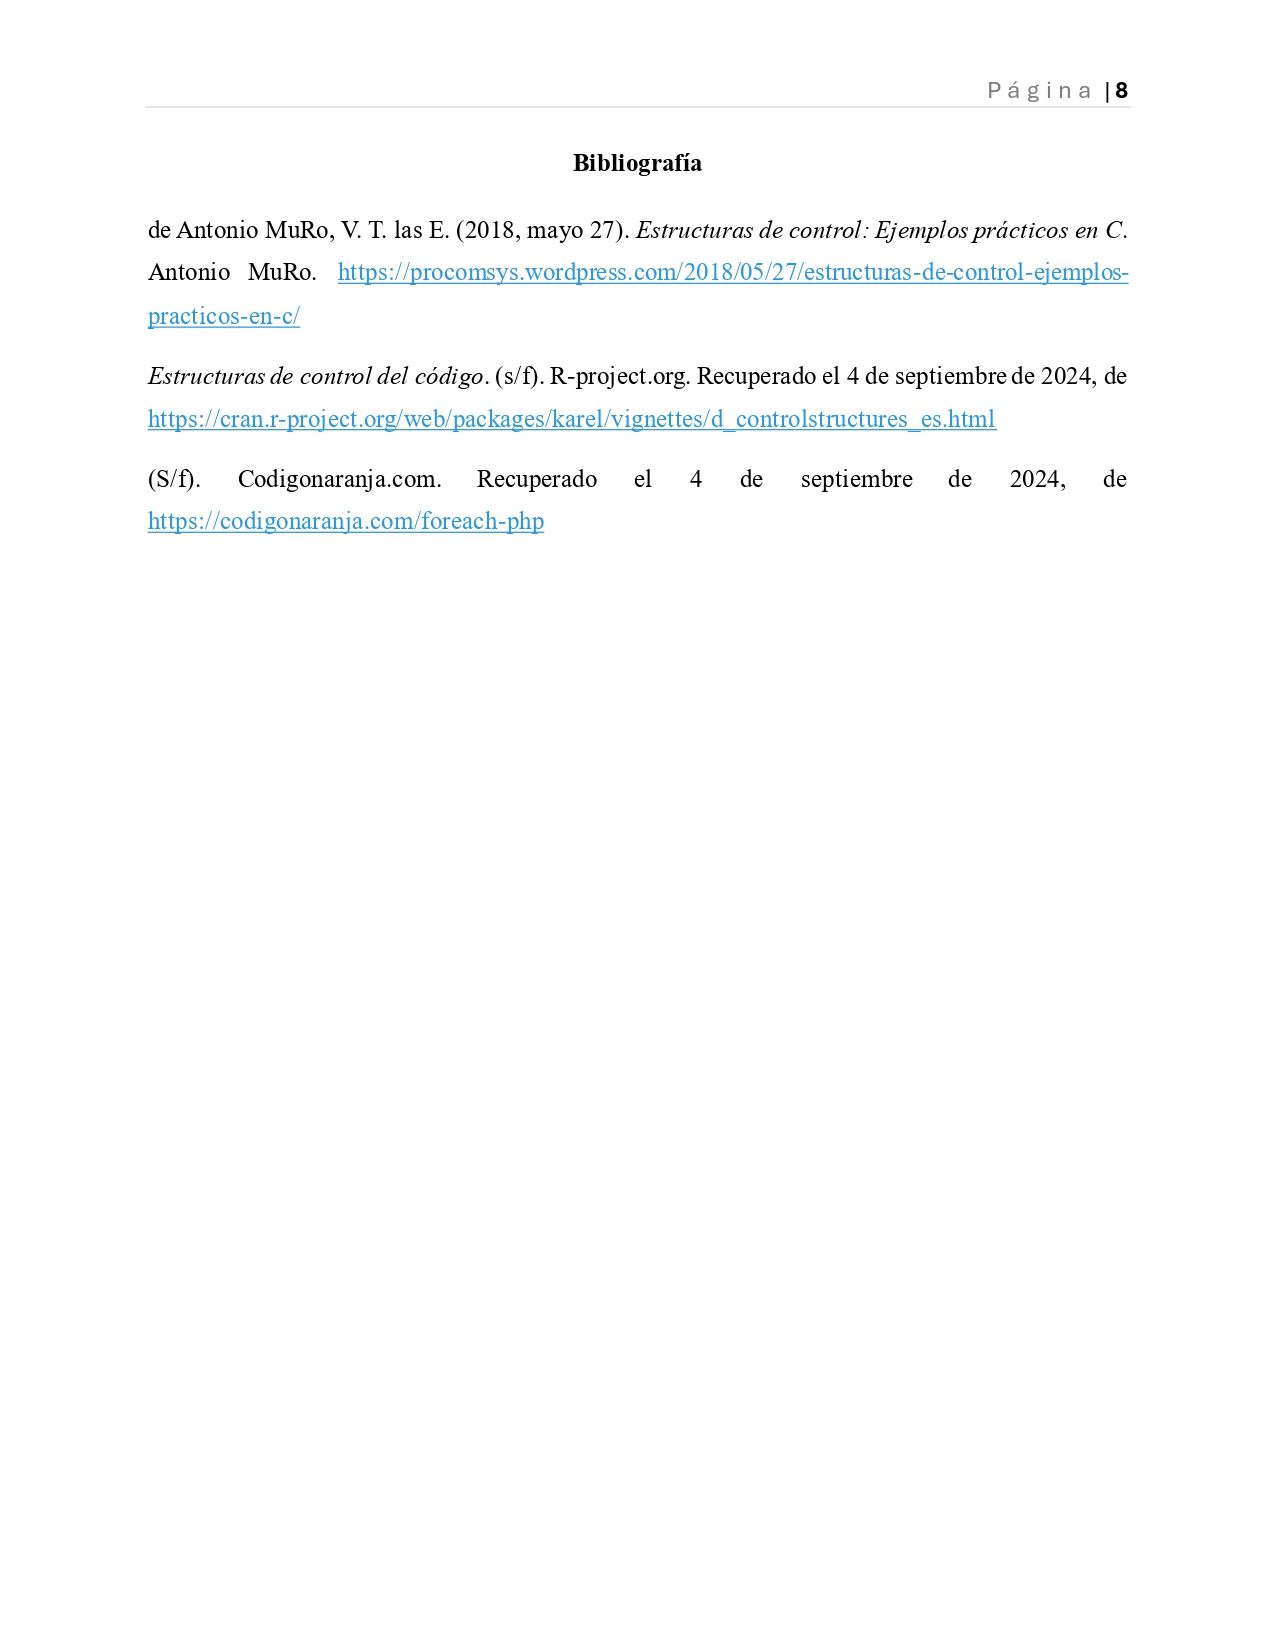 Página | 8
Bibliografía
de Antonio MuRo, V. T. las E. (2018, mayo 27). Estructuras de control: Ejemplos prácticos en C.
Antonio MuRo. https://procomsys.wordpress.com/2018/05/27/estructuras-de-control-ejemplos-
practicos-en-c/
Estructuras de control del código. (s/f). R-project.org. Recuperado el 4 de septiembre de 2024, de
https://cran.r-project.org/web/packages/karel/vignettes/d_controlstructures_es.html
(S/f). Codigonaranja.com. Recuperado el 4 de septiembre de 2024, de
https://codigonaranja.com/foreach-php